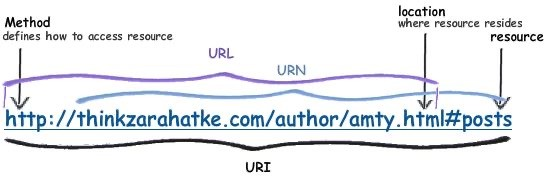 Method
defines how to access resource
location
where resource resides
resource
URL
URN
http://thinkzarahatke.com/author/amty.html#posts
URI